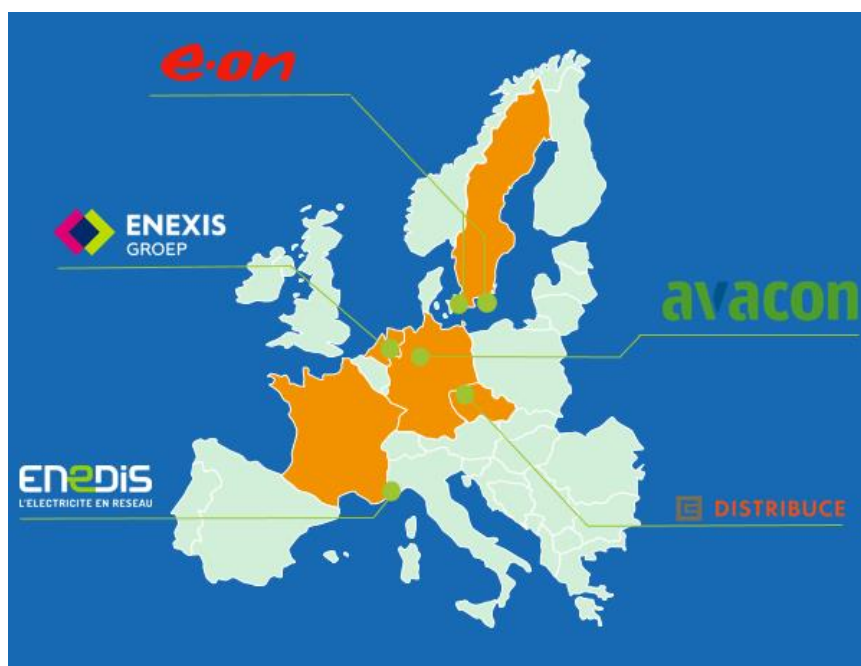 e·on
ENEXIS
GROEP
avacon
ENEDIS
L'ELECTRICITE EN RESEAU
DISTRIBUCE